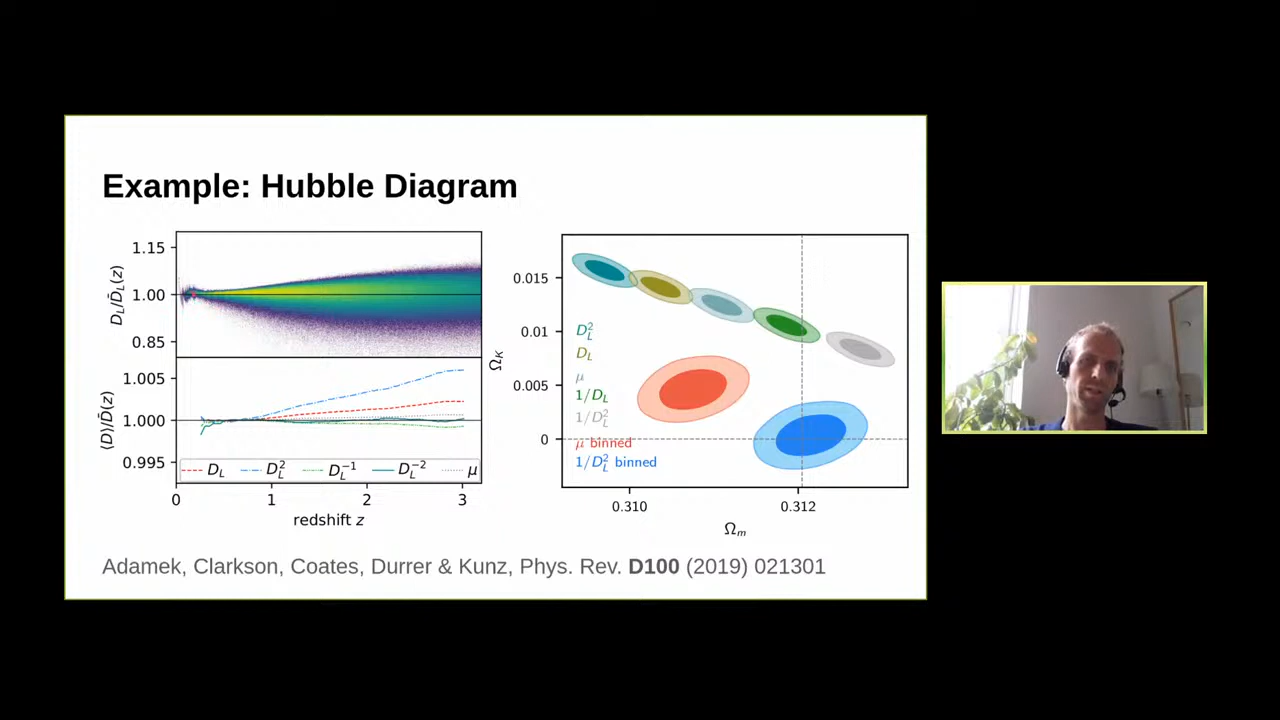 Example: Hubble Diagram
1.15
1.00
0.85
D_L/D̄_L(z)
1.005
1.000
0.995
⟨D⟩/D̄(z)
D_L D_L^2 D_L^{-1} D_L^{-2} μ
0 1 2 3
redshift z
0.015
0.01
0.005
0
Ω_K
D_L^2
D_L
μ
1/D_L
1/D_L^2
μ binned
1/D_L^2 binned
0.310 0.312
Ω_m
Adamek, Clarkson, Coates, Durrer & Kunz, Phys. Rev. D100 (2019) 021301